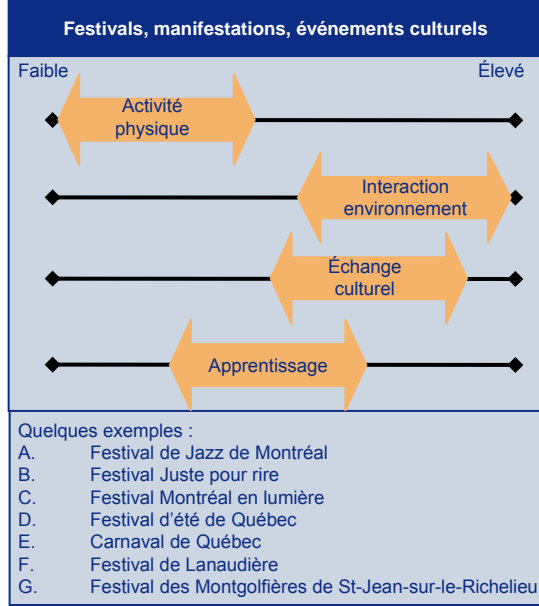 Festivals, manifestations, événements culturels
Faible Élevé
Activité
physique
Interaction
environnement
Échange
culturel
Apprentissage
Quelques exemples :
A. Festival de Jazz de Montréal
B. Festival Juste pour rire
C. Festival Montréal en lumière
D. Festival d'été de Québec
E. Carnaval de Québec
F. Festival de Lanaudière
G. Festival des Montgolfières de St-Jean-sur-le-Richelieu